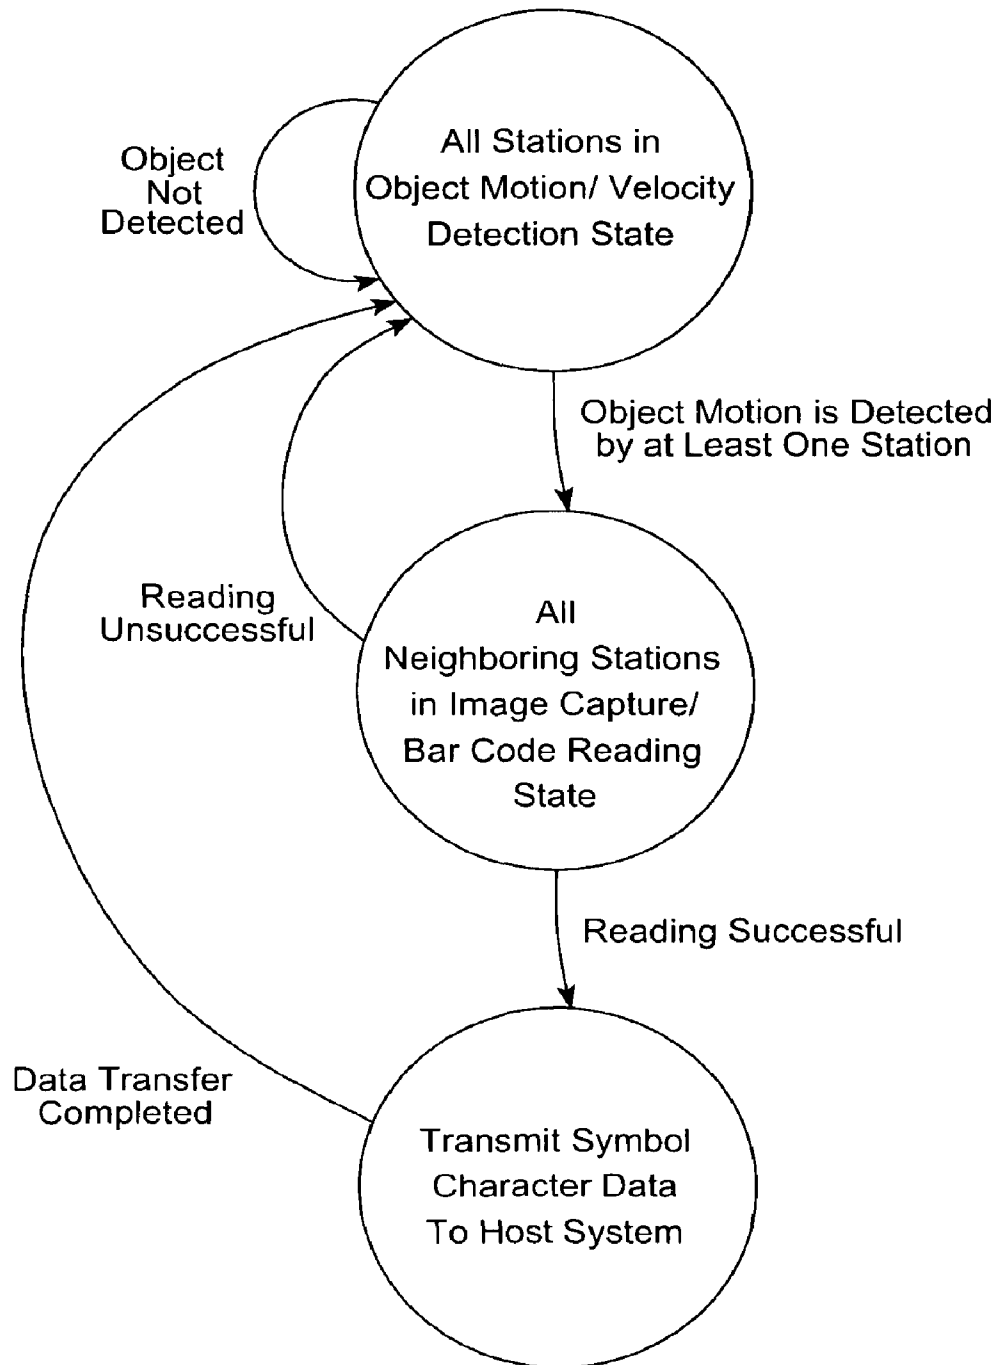 All Stations in
Object Motion/ Velocity
Detection State
Object
Not
Detected
Object Motion is Detected
by at Least One Station
Reading
Unsuccessful
All
Neighboring Stations
in Image Capture/
Bar Code Reading
State
Reading Successful
Data Transfer
Completed
Transmit Symbol
Character Data
To Host System